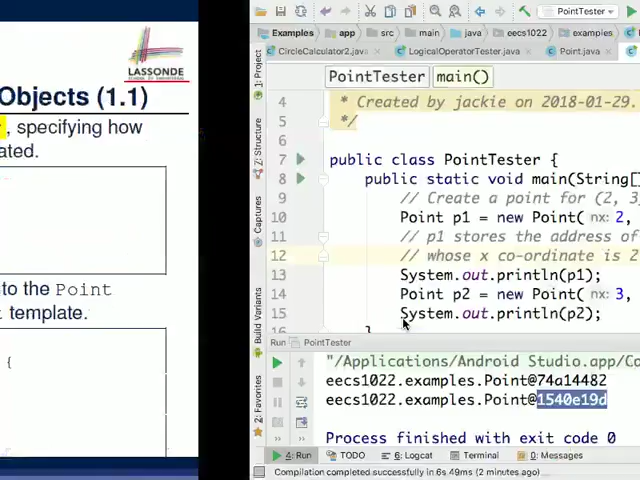 LASSONDE
Objects (1.1)
, specifying how
ated.
nto the Point
template.
{
PointTester
Examples
app
src
main
java
eecs1022
examples
CircleCalculator2.java
LogicalOperatorTester.java
Point.java
PointTester
main()
1: Project
7: Structure
Captures
Build Variants
2: Favorites
4 * Created by jackie on 2018-01-29.
5 */
6
7 public class PointTester {
8 public static void main(String[]
9 // Create a point for (2, 3
10 Point p1 = new Point( nx: 2,
11 // p1 stores the address of
12 // whose x co-ordinate is 2
13 System.out.println(p1);
14 Point p2 = new Point( nx: 3,
15 System.out.println(p2);
16 }
Run PointTester
"/Applications/Android Studio.app/Co
eecs1022.examples.Point@74a14482
eecs1022.examples.Point@1540e19d
Process finished with exit code 0
4: Run
TODO
6: Logcat
Terminal
0: Messages
Compilation completed successfully in 6s 49ms (2 minutes ago)